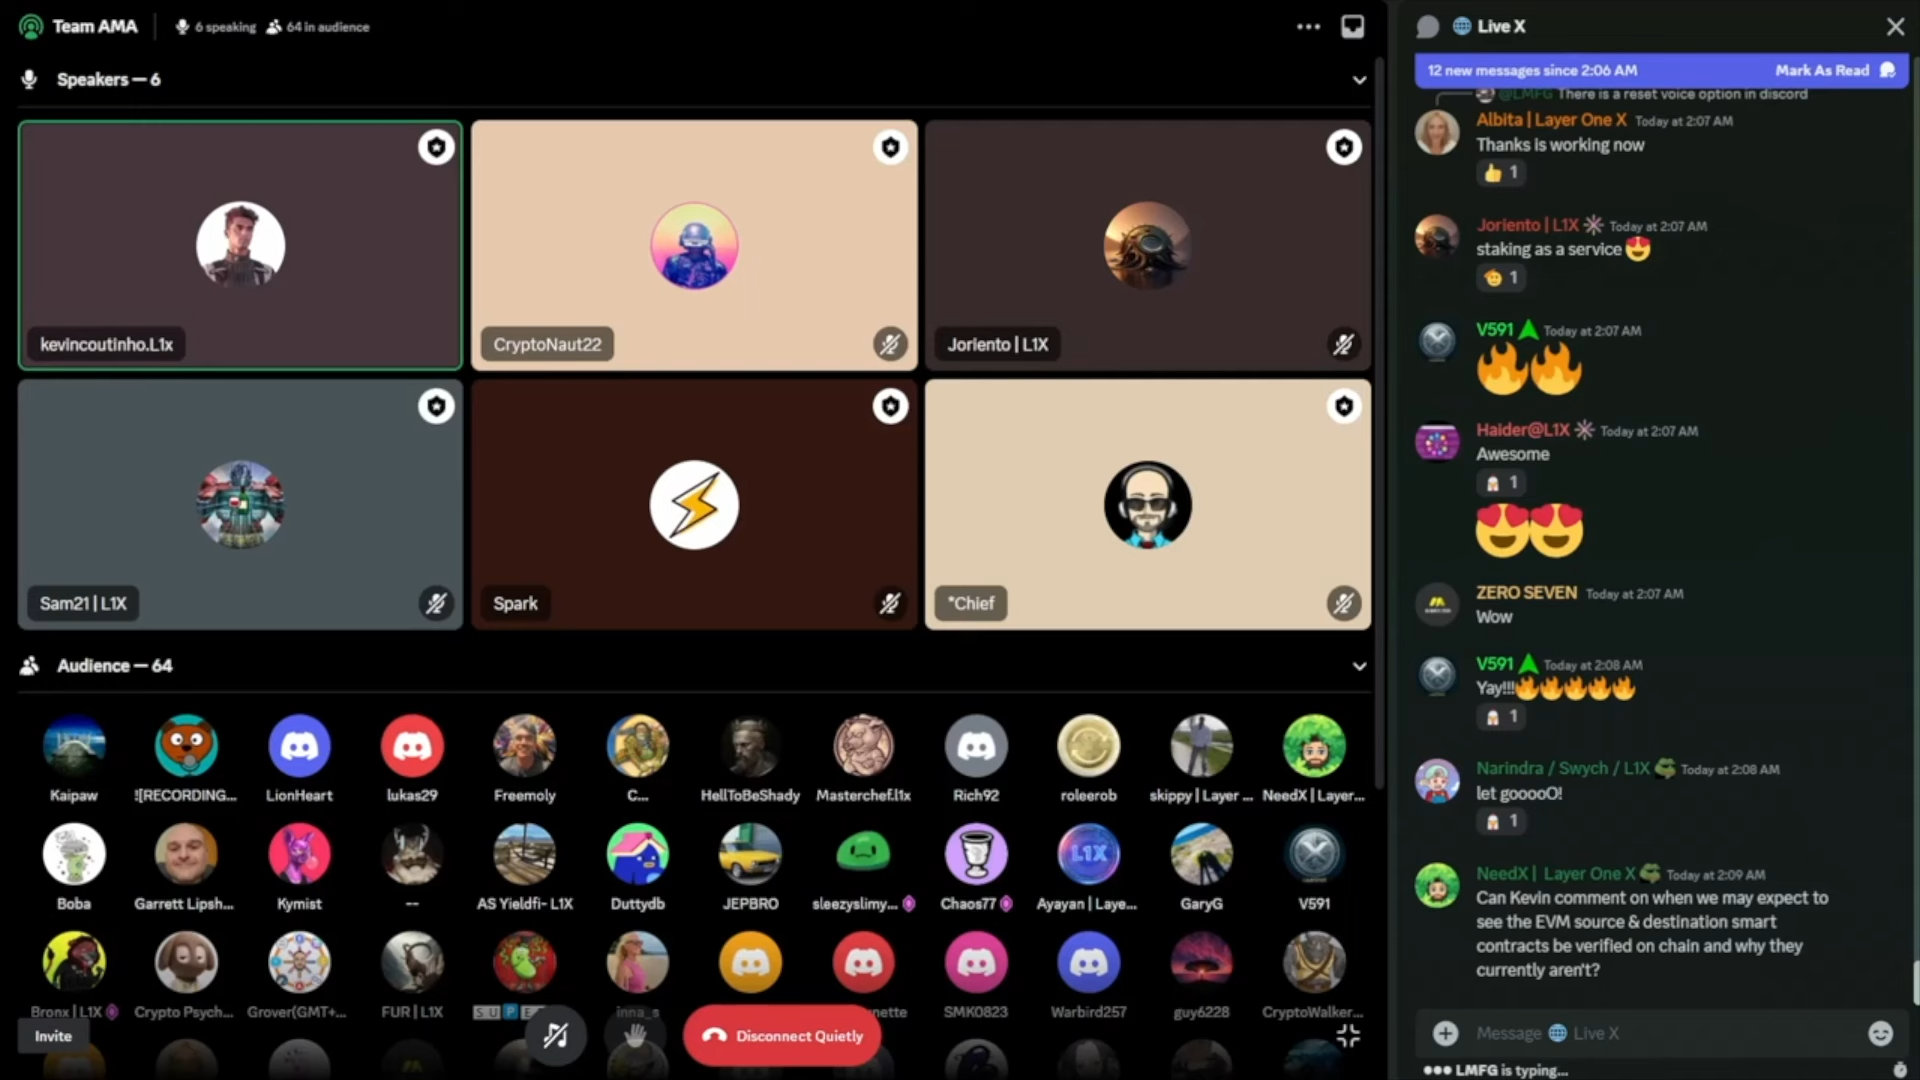 Team AMA
6 speaking
64 in audience
Speakers — 6
kevincoutinho.L1x
CryptoNaut22
Joriento | L1X
Sam21 | L1X
Spark
*Chief
Audience — 64
Kaipaw
![RECORDING...
LionHeart
lukas29
Freemoly
C...
HellToBeShady
Masterchef.l1x
Rich92
roleerob
skippy | Layer ...
NeedX | Layer...
Boba
Garrett Lipsh...
Kymist
--
AS Yieldfi- L1X
Duttydb
JEPBRO
sleezyslimy...
Chaos77
Ayayan | Laye...
GaryG
V591
L1X
Bronx | L1X
Crypto Psych...
Grover(GMT+...
FUR | L1X
inna_s
SMK0823
Warbird257
guy6228
CryptoWalker...
Invite
Disconnect Quietly
Live X
12 new messages since 2:06 AM
Mark As Read
@LMFG There is a reset voice option in discord
Albita | Layer One X Today at 2:07 AM
Thanks is working now
1
Joriento | L1X Today at 2:07 AM
staking as a service 😍
1
V591 Today at 2:07 AM
🔥🔥
Haider@L1X Today at 2:07 AM
Awesome
1
😍😍
ZERO SEVEN Today at 2:07 AM
Wow
V591 Today at 2:08 AM
Yay!!!🔥🔥🔥🔥🔥
1
Narindra / Swych / L1X Today at 2:08 AM
let gooooO!
1
NeedX | Layer One X Today at 2:09 AM
Can Kevin comment on when we may expect to
see the EVM source & destination smart
contracts be verified on chain and why they
currently aren't?
Message 🌐 Live X
LMFG is typing...